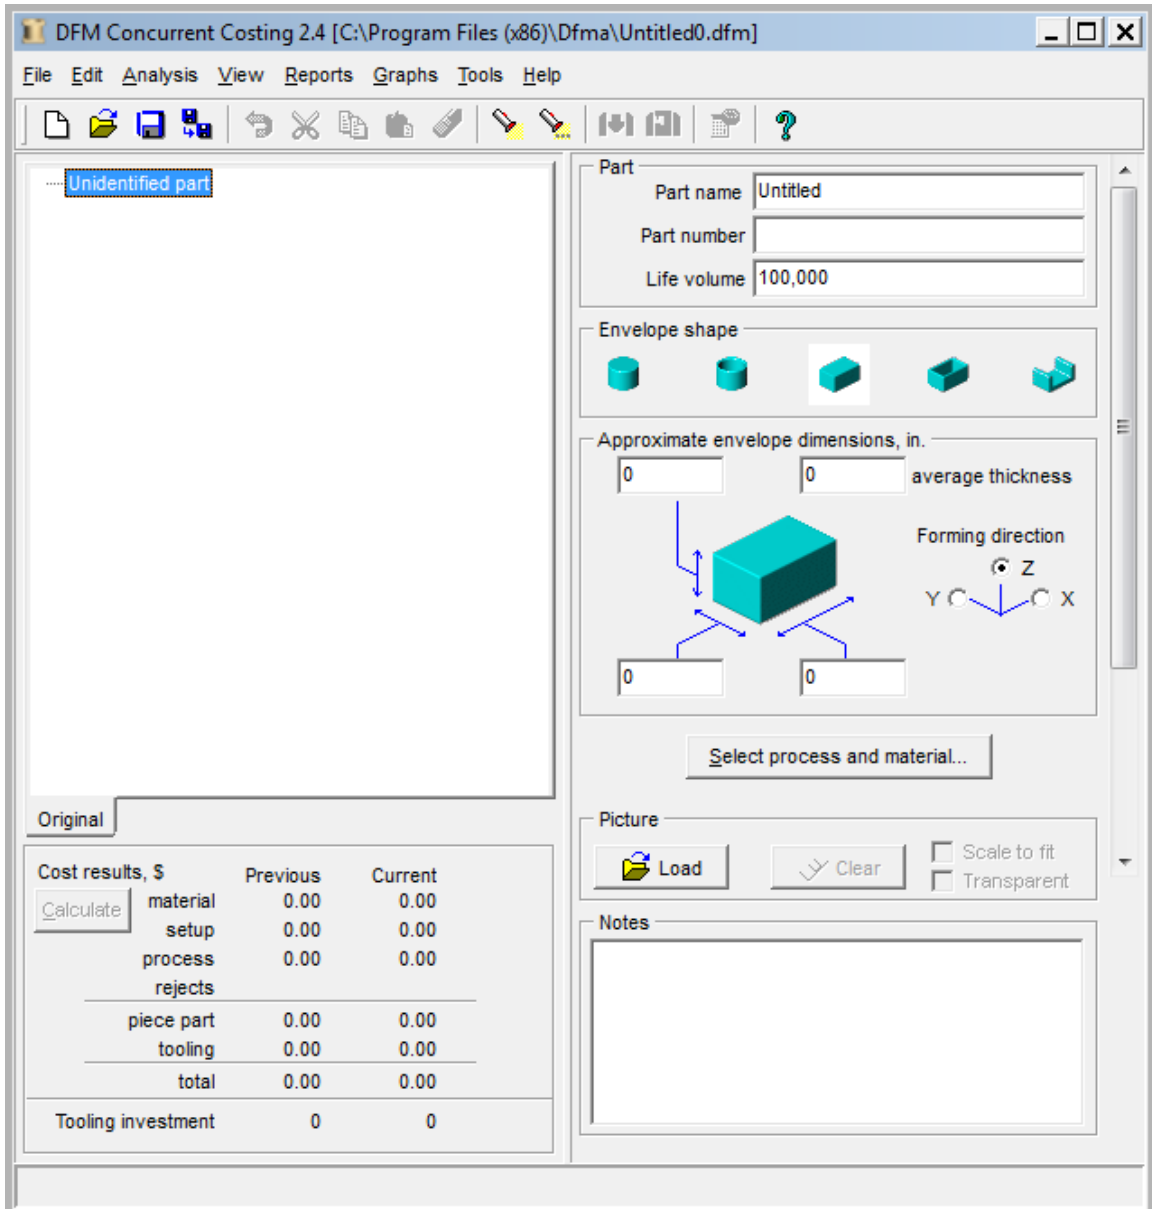 DFM Concurrent Costing 2.4 [C:\Program Files (x86)\Dfma\Untitled0.dfm]
File Edit Analysis View Reports Graphs Tools Help
Unidentified part
Original
Cost results, $ Previous Current
Calculate
material 0.00 0.00
setup 0.00 0.00
process 0.00 0.00
rejects
piece part 0.00 0.00
tooling 0.00 0.00
total 0.00 0.00
Tooling investment 0 0
Part
Part name Untitled
Part number
Life volume 100,000
Envelope shape
Approximate envelope dimensions, in.
0 0 average thickness
Forming direction
Z
Y X
0 0
Select process and material...
Picture
Load Clear Scale to fit
Transparent
Notes